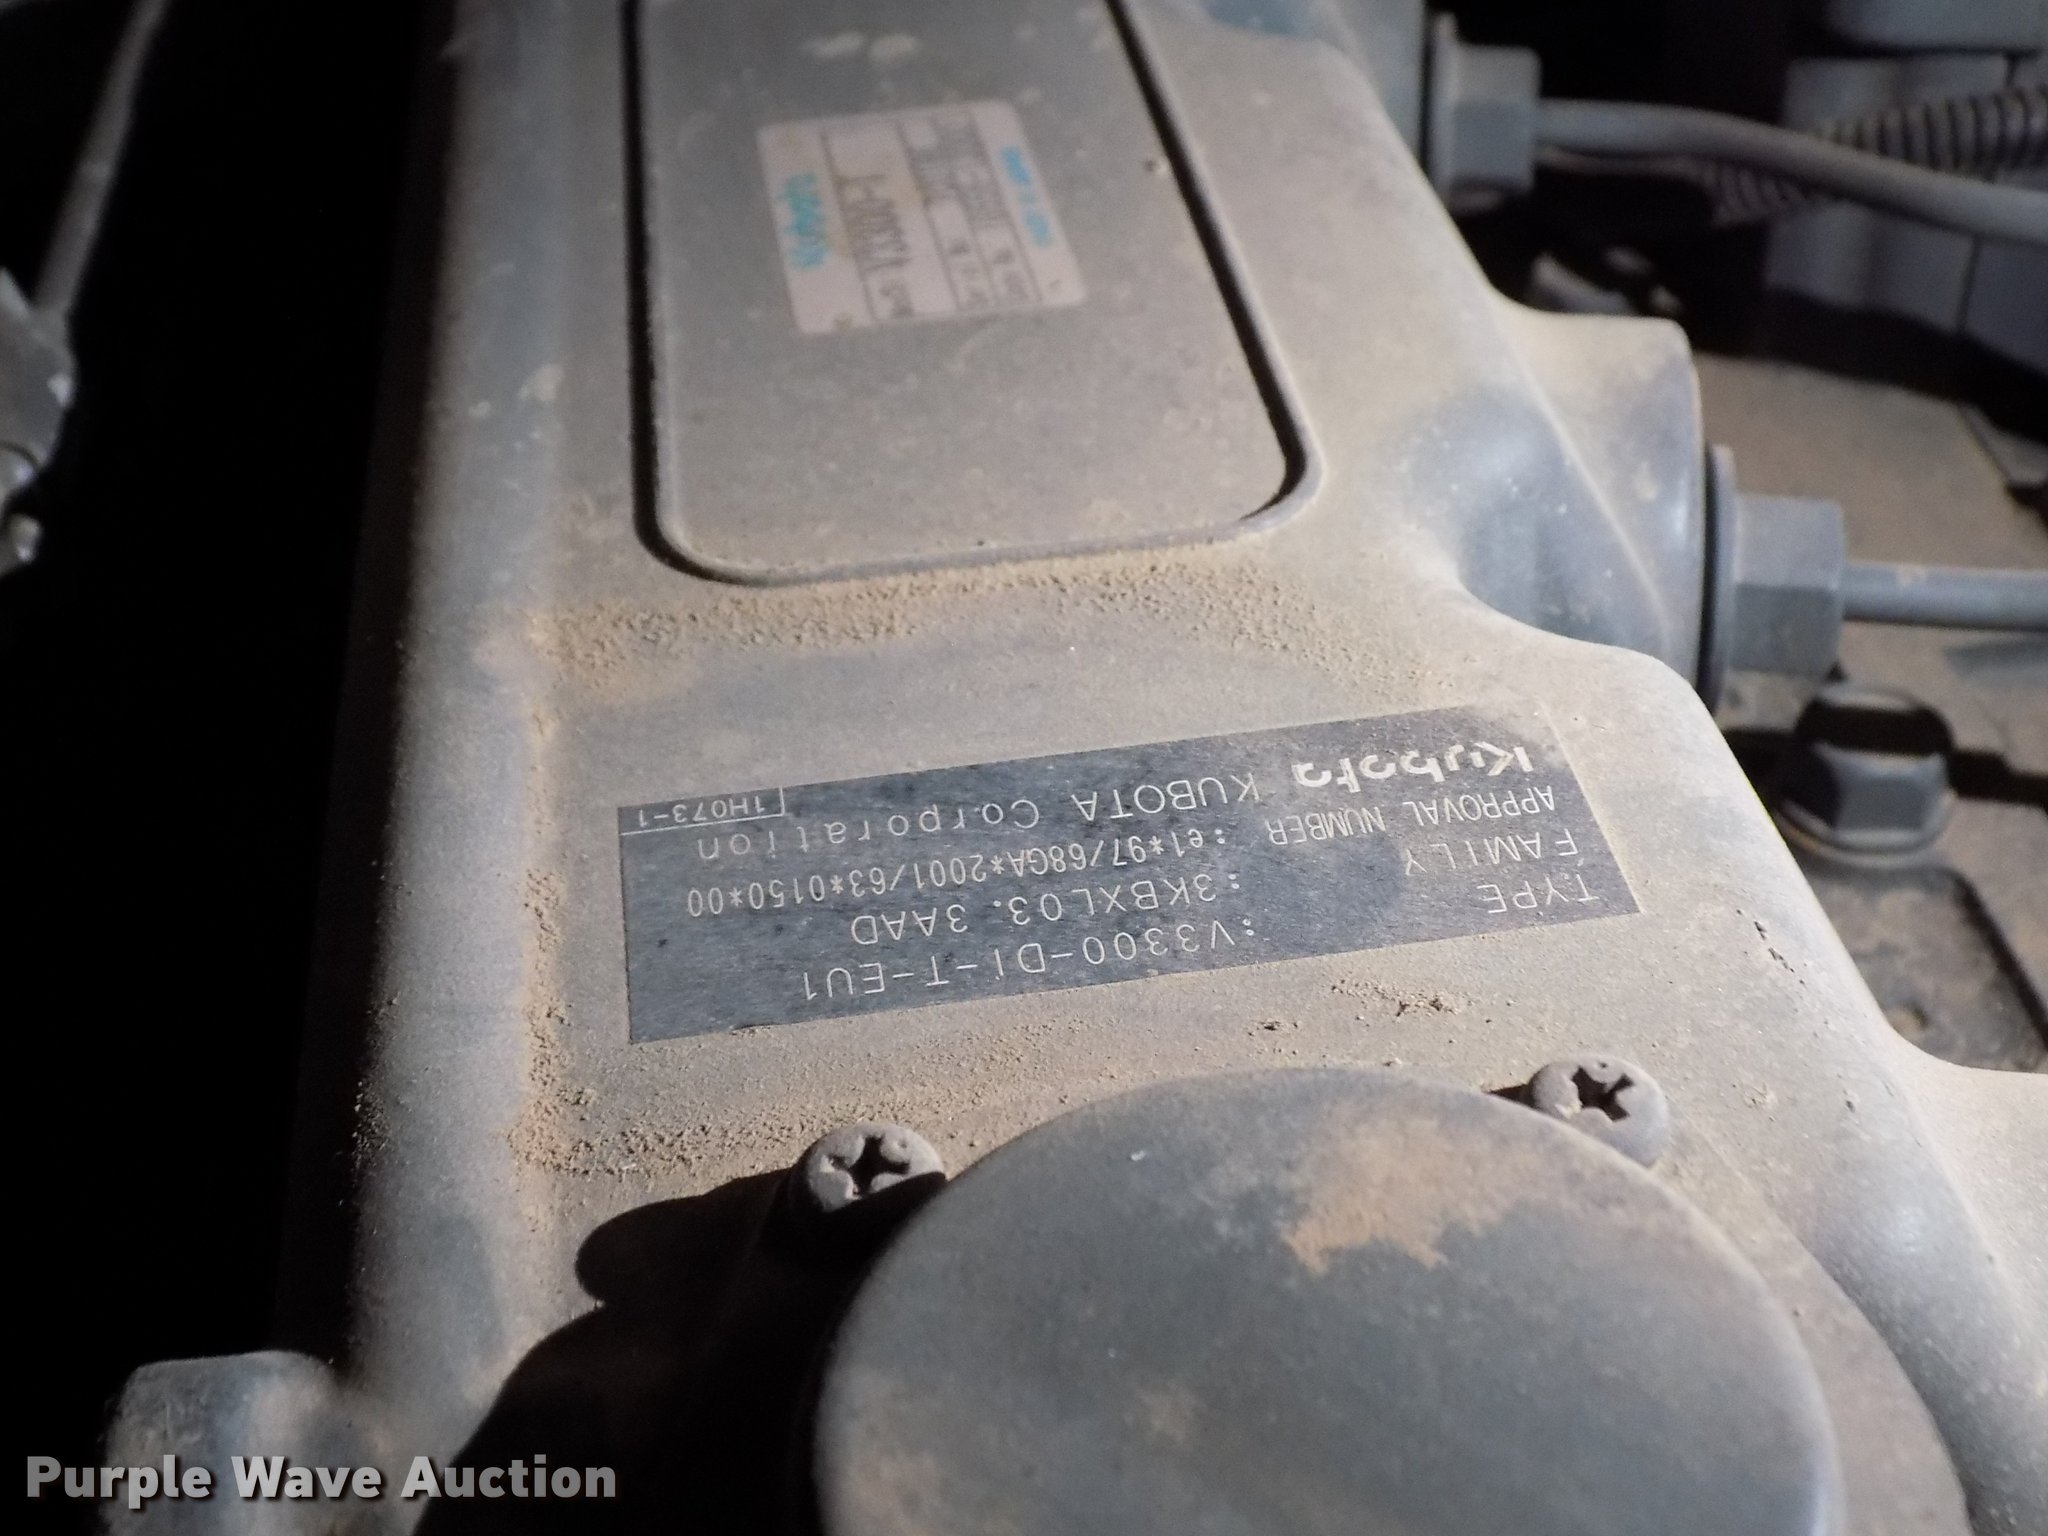 Kubota KUBOTA Corporation 1H073-1
APPROVAL NUMBER :e1*97/68GA*2001/63*0150*00
FAMILY :3KBXL03.3AAD
TYPE :V3300-DI-T-EU1
Purple Wave Auction